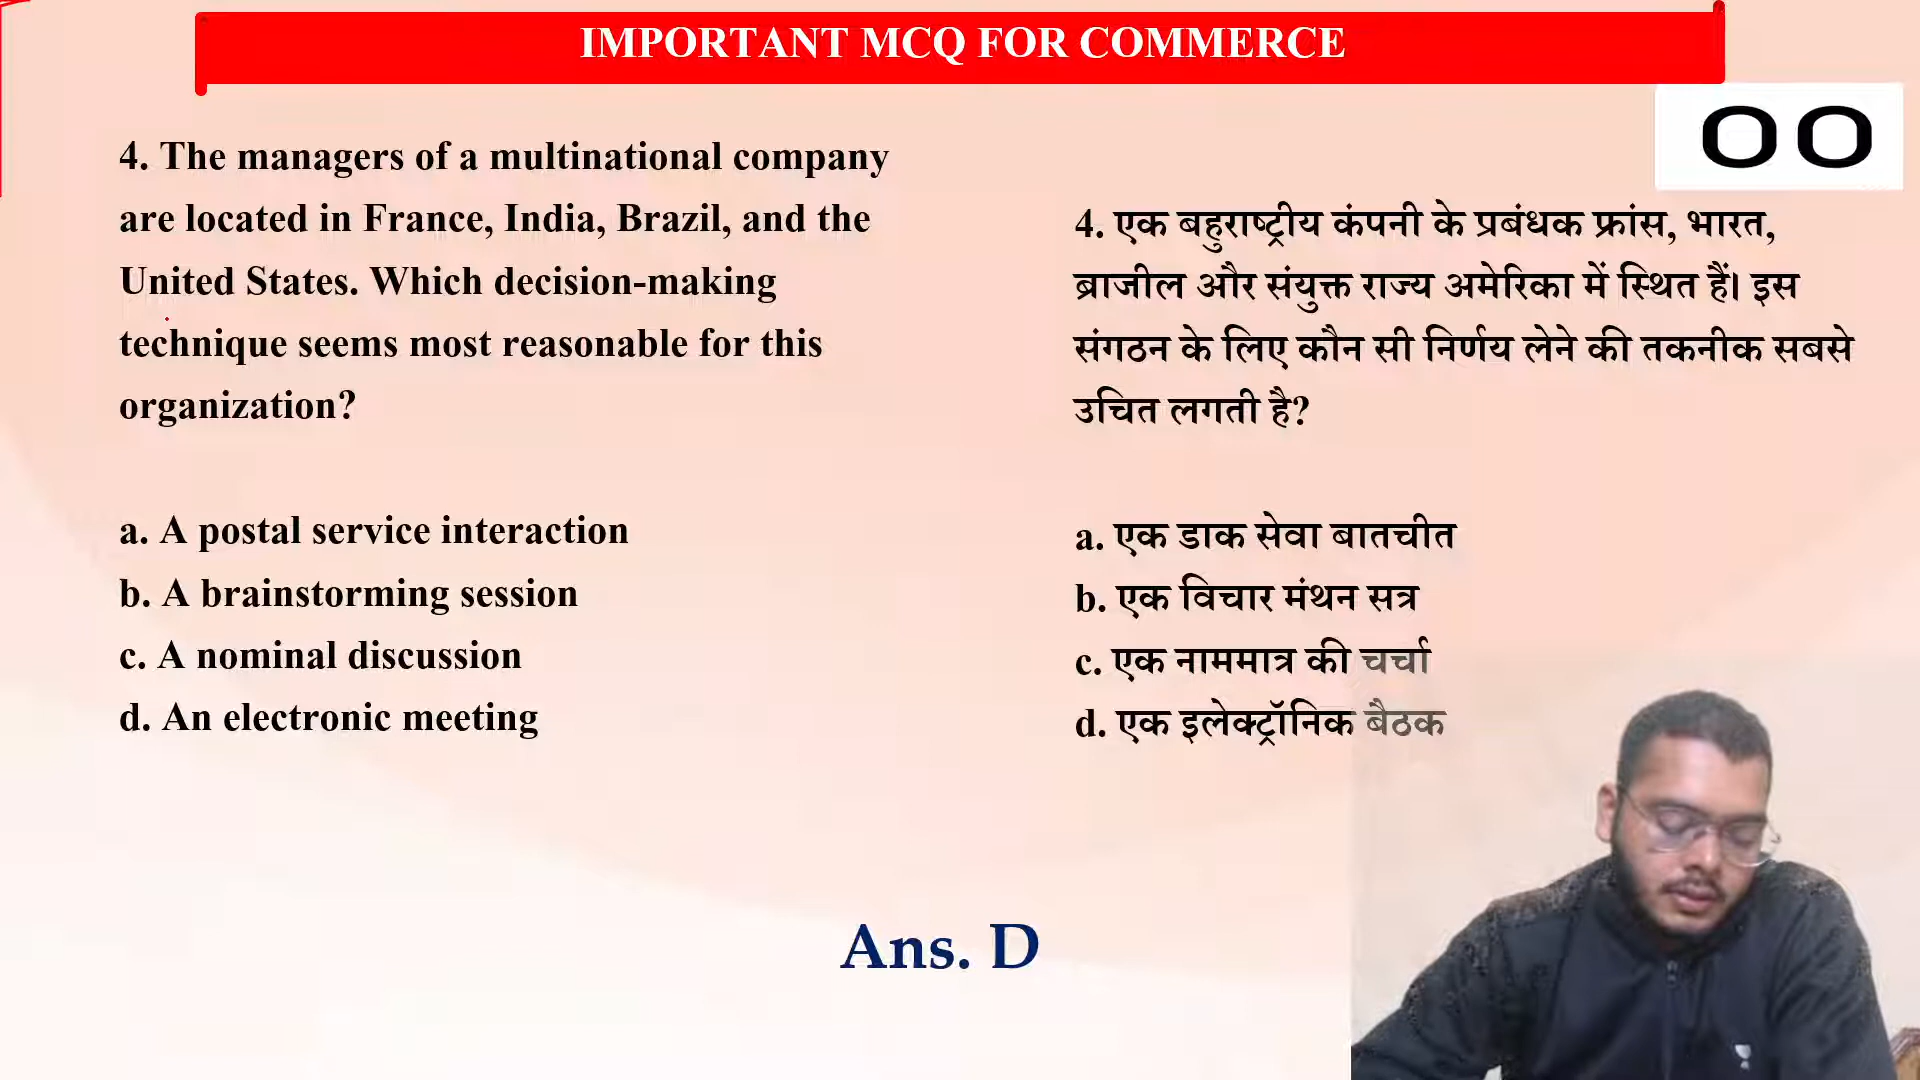 IMPORTANT MCQ FOR COMMERCE
OO
4. The managers of a multinational company
are located in France, India, Brazil, and the
United States. Which decision-making
technique seems most reasonable for this
organization?
a. A postal service interaction
b. A brainstorming session
c. A nominal discussion
d. An electronic meeting
4. एक बहुराष्ट्रीय कंपनी के प्रबंधक फ्रांस, भारत,
ब्राजील और संयुक्त राज्य अमेरिका में स्थित हैं। इस
संगठन के लिए कौन सी निर्णय लेने की तकनीक सबसे
उचित लगती है?
a. एक डाक सेवा बातचीत
b. एक विचार मंथन सत्र
c. एक नाममात्र की चर्चा
d. एक इलेक्ट्रॉनिक बैठक
Ans. D